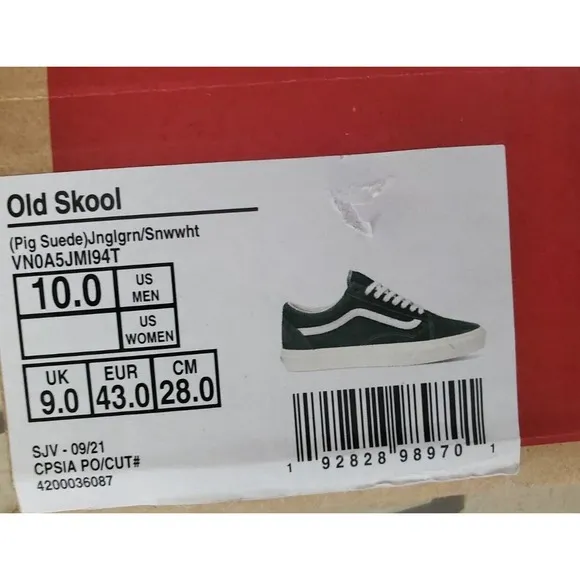 Old Skool
(Pig Suede)Jnglgrn/Snwwht
VN0A5JMI94T
10.0 US MEN
US WOMEN
UK 9.0 EUR 43.0 CM 28.0
SJV - 09/21
CPSIA PO/CUT#
4200036087
1 92828 98970 1